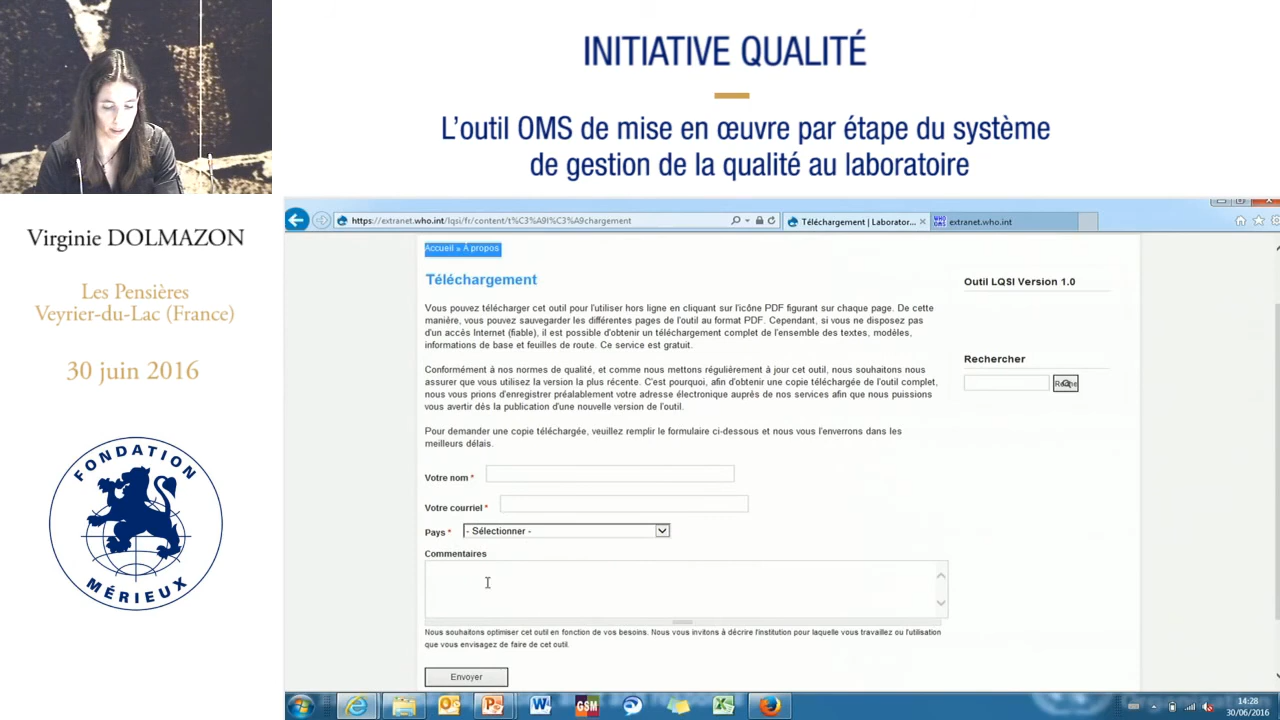 INITIATIVE QUALITÉ
L'outil OMS de mise en œuvre par étape du système
de gestion de la qualité au laboratoire
Virginie DOLMAZON
Les Pensières
Veyrier-du-Lac (France)
30 juin 2016
FONDATION
MÉRIEUX
https://extranet.who.int/lqsi/fr/content/t%C3%A9l%C3%A9chargement
Téléchargement | Laborator...
extranet.who.int
Accueil » À propos
Téléchargement
Vous pouvez télécharger cet outil pour l'utiliser hors ligne en cliquant sur l'icône PDF figurant sur chaque page. De cette
manière, vous pouvez sauvegarder les différentes pages de l'outil au format PDF. Cependant, si vous ne disposez pas
d'un accès Internet (fiable), il est possible d'obtenir un téléchargement complet de l'ensemble des textes, modèles,
informations de base et feuilles de route. Ce service est gratuit.
Conformément à nos normes de qualité, et comme nous mettons régulièrement à jour cet outil, nous souhaitons nous
assurer que vous utilisez la version la plus récente. C'est pourquoi, afin d'obtenir une copie téléchargée de l'outil complet,
nous vous prions d'enregistrer préalablement votre adresse électronique auprès de nos services afin que nous puissions
vous avertir dès la publication d'une nouvelle version de l'outil.
Pour demander une copie téléchargée, veuillez remplir le formulaire ci-dessous et nous vous l'enverrons dans les
meilleurs délais.
Votre nom *
Votre courriel *
Pays * - Sélectionner -
Commentaires
Nous souhaitons optimiser cet outil en fonction de vos besoins. Nous vous invitons à décrire l'institution pour laquelle vous travaillez ou l'utilisation
que vous envisagez de faire de cet outil.
Envoyer
Outil LQSI Version 1.0
Rechercher
GSM
14:28
30/06/2016